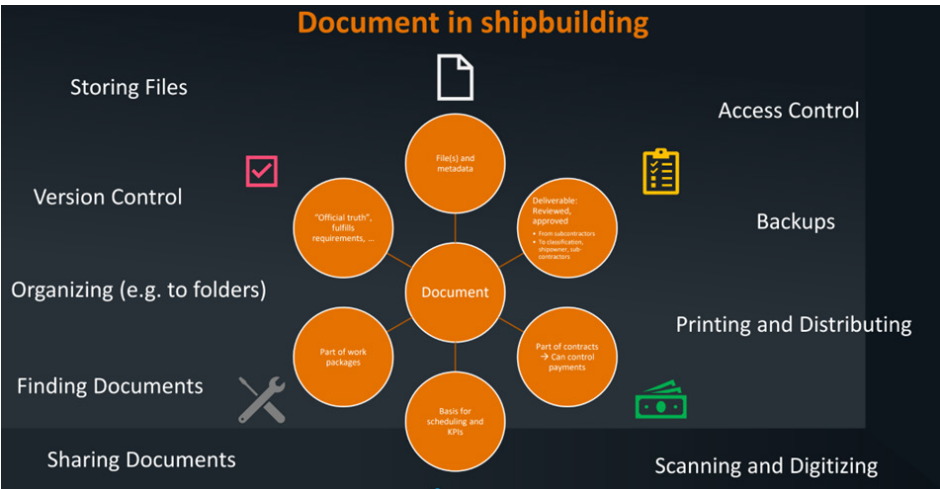 Document in shipbuilding
Storing Files
Access Control
File(s) and
metadata
Version Control
"Official truth",
fulfills
requirements, ...
Deliverable:
Reviewed,
approved
• From subcontractors
• To classification,
shipowner, sub-
contractors
Backups
Organizing (e.g. to folders)
Document
Printing and Distributing
Part of work
packages
Part of contracts
→ Can control
payments
Finding Documents
Basis for
scheduling and
KPIs
Sharing Documents
Scanning and Digitizing